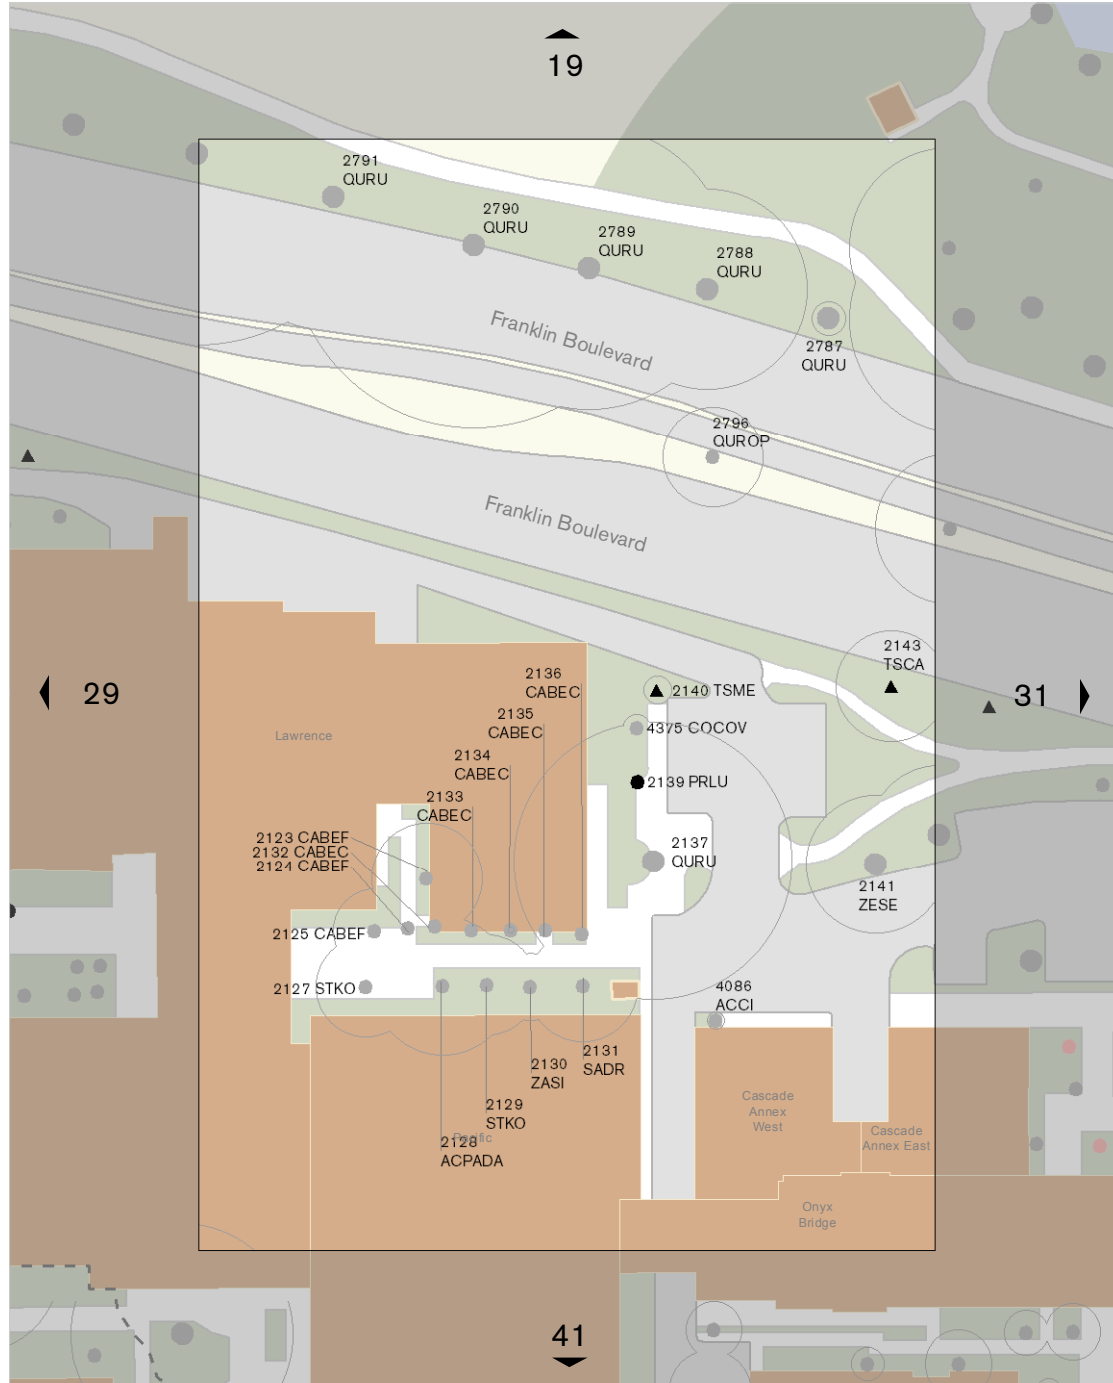 19
2791
QURU
2790
QURU
2789
QURU
2788
QURU
Franklin Boulevard
2787
QURU
2796
QUROP
Franklin Boulevard
2143
TSCA
2136
CABEC
29
2140 TSME
31
2135
CABEC
4375 COCOV
Lawrence
2134
CABEC
2139 PRLU
2133
CABEC
2123 CABEF
2132 CABEC
2124 CABEF
2137
QURU
2141
ZESE
2125 CABEF
2127 STKO
4086
ACCI
2131
SADR
2130
ZASI
2129
STKO
Cascade
Annex
West
Cascade
Annex East
Pacific
2128
ACPADA
Onyx
Bridge
41